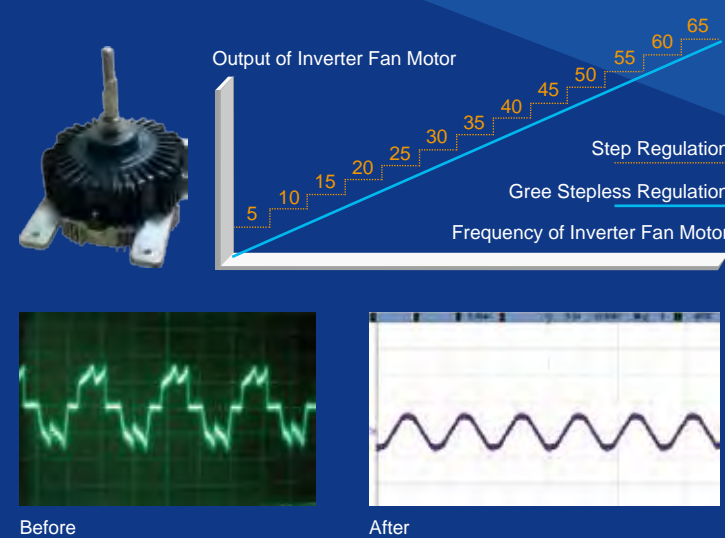 Output of Inverter Fan Motor
65
60
55
50
45
40
35
30
25
20
15
10
5
Step Regulation
Gree Stepless Regulation
Frequency of Inverter Fan Motor
Before
After